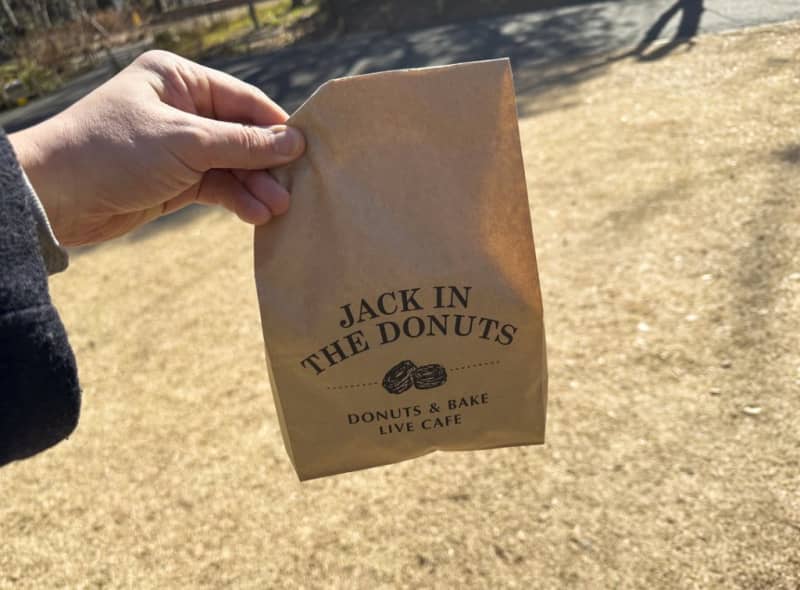 JACK IN
THE DONUTS
DONUTS & BAKE
LIVE CAFE